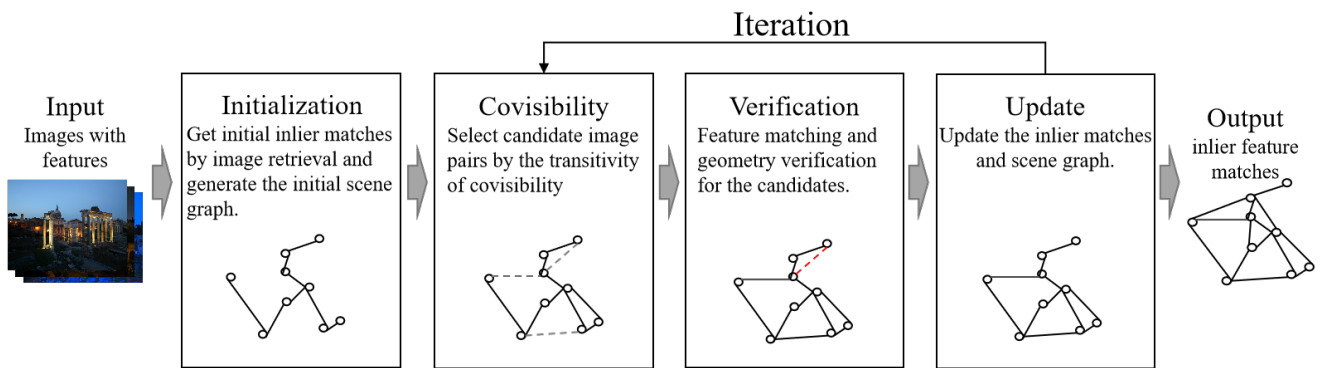 Iteration
Input
Images with
features
Initialization
Get initial inlier matches
by image retrieval and
generate the initial scene
graph.
Covisibility
Select candidate image
pairs by the transitivity
of covisibility
Verification
Feature matching and
geometry verification
for the candidates.
Update
Update the inlier matches
and scene graph.
Output
inlier feature
matches